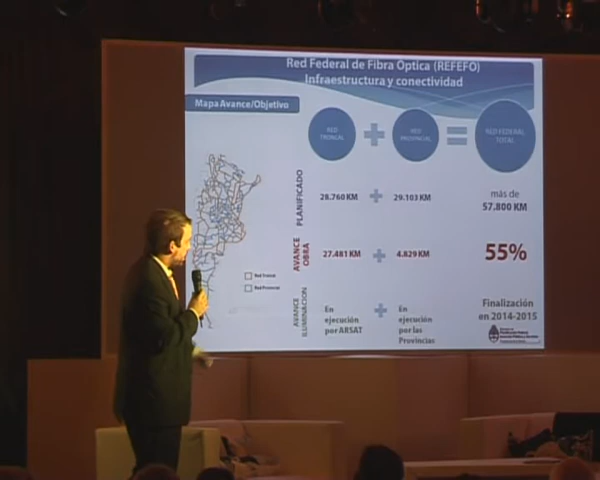 Red Federal de Fibra Optica (REFEFO)
Infraestructura y conectividad
Mapa Avance/Objetivo
RED
TRONCAL
RED
PROVINCIAL
RED FEDERAL
TOTAL
PLANIFICADO
28.760 KM
29.103 KM
más de
57.800 KM
AVANCE
OBRA
27.481 KM
4.829 KM
55%
Red Troncal
Red Provincial
AVANCE
ILUMINACION
En
ejecución
por ARSAT
En
ejecución
por las
Provincias
Finalización
en 2014-2015